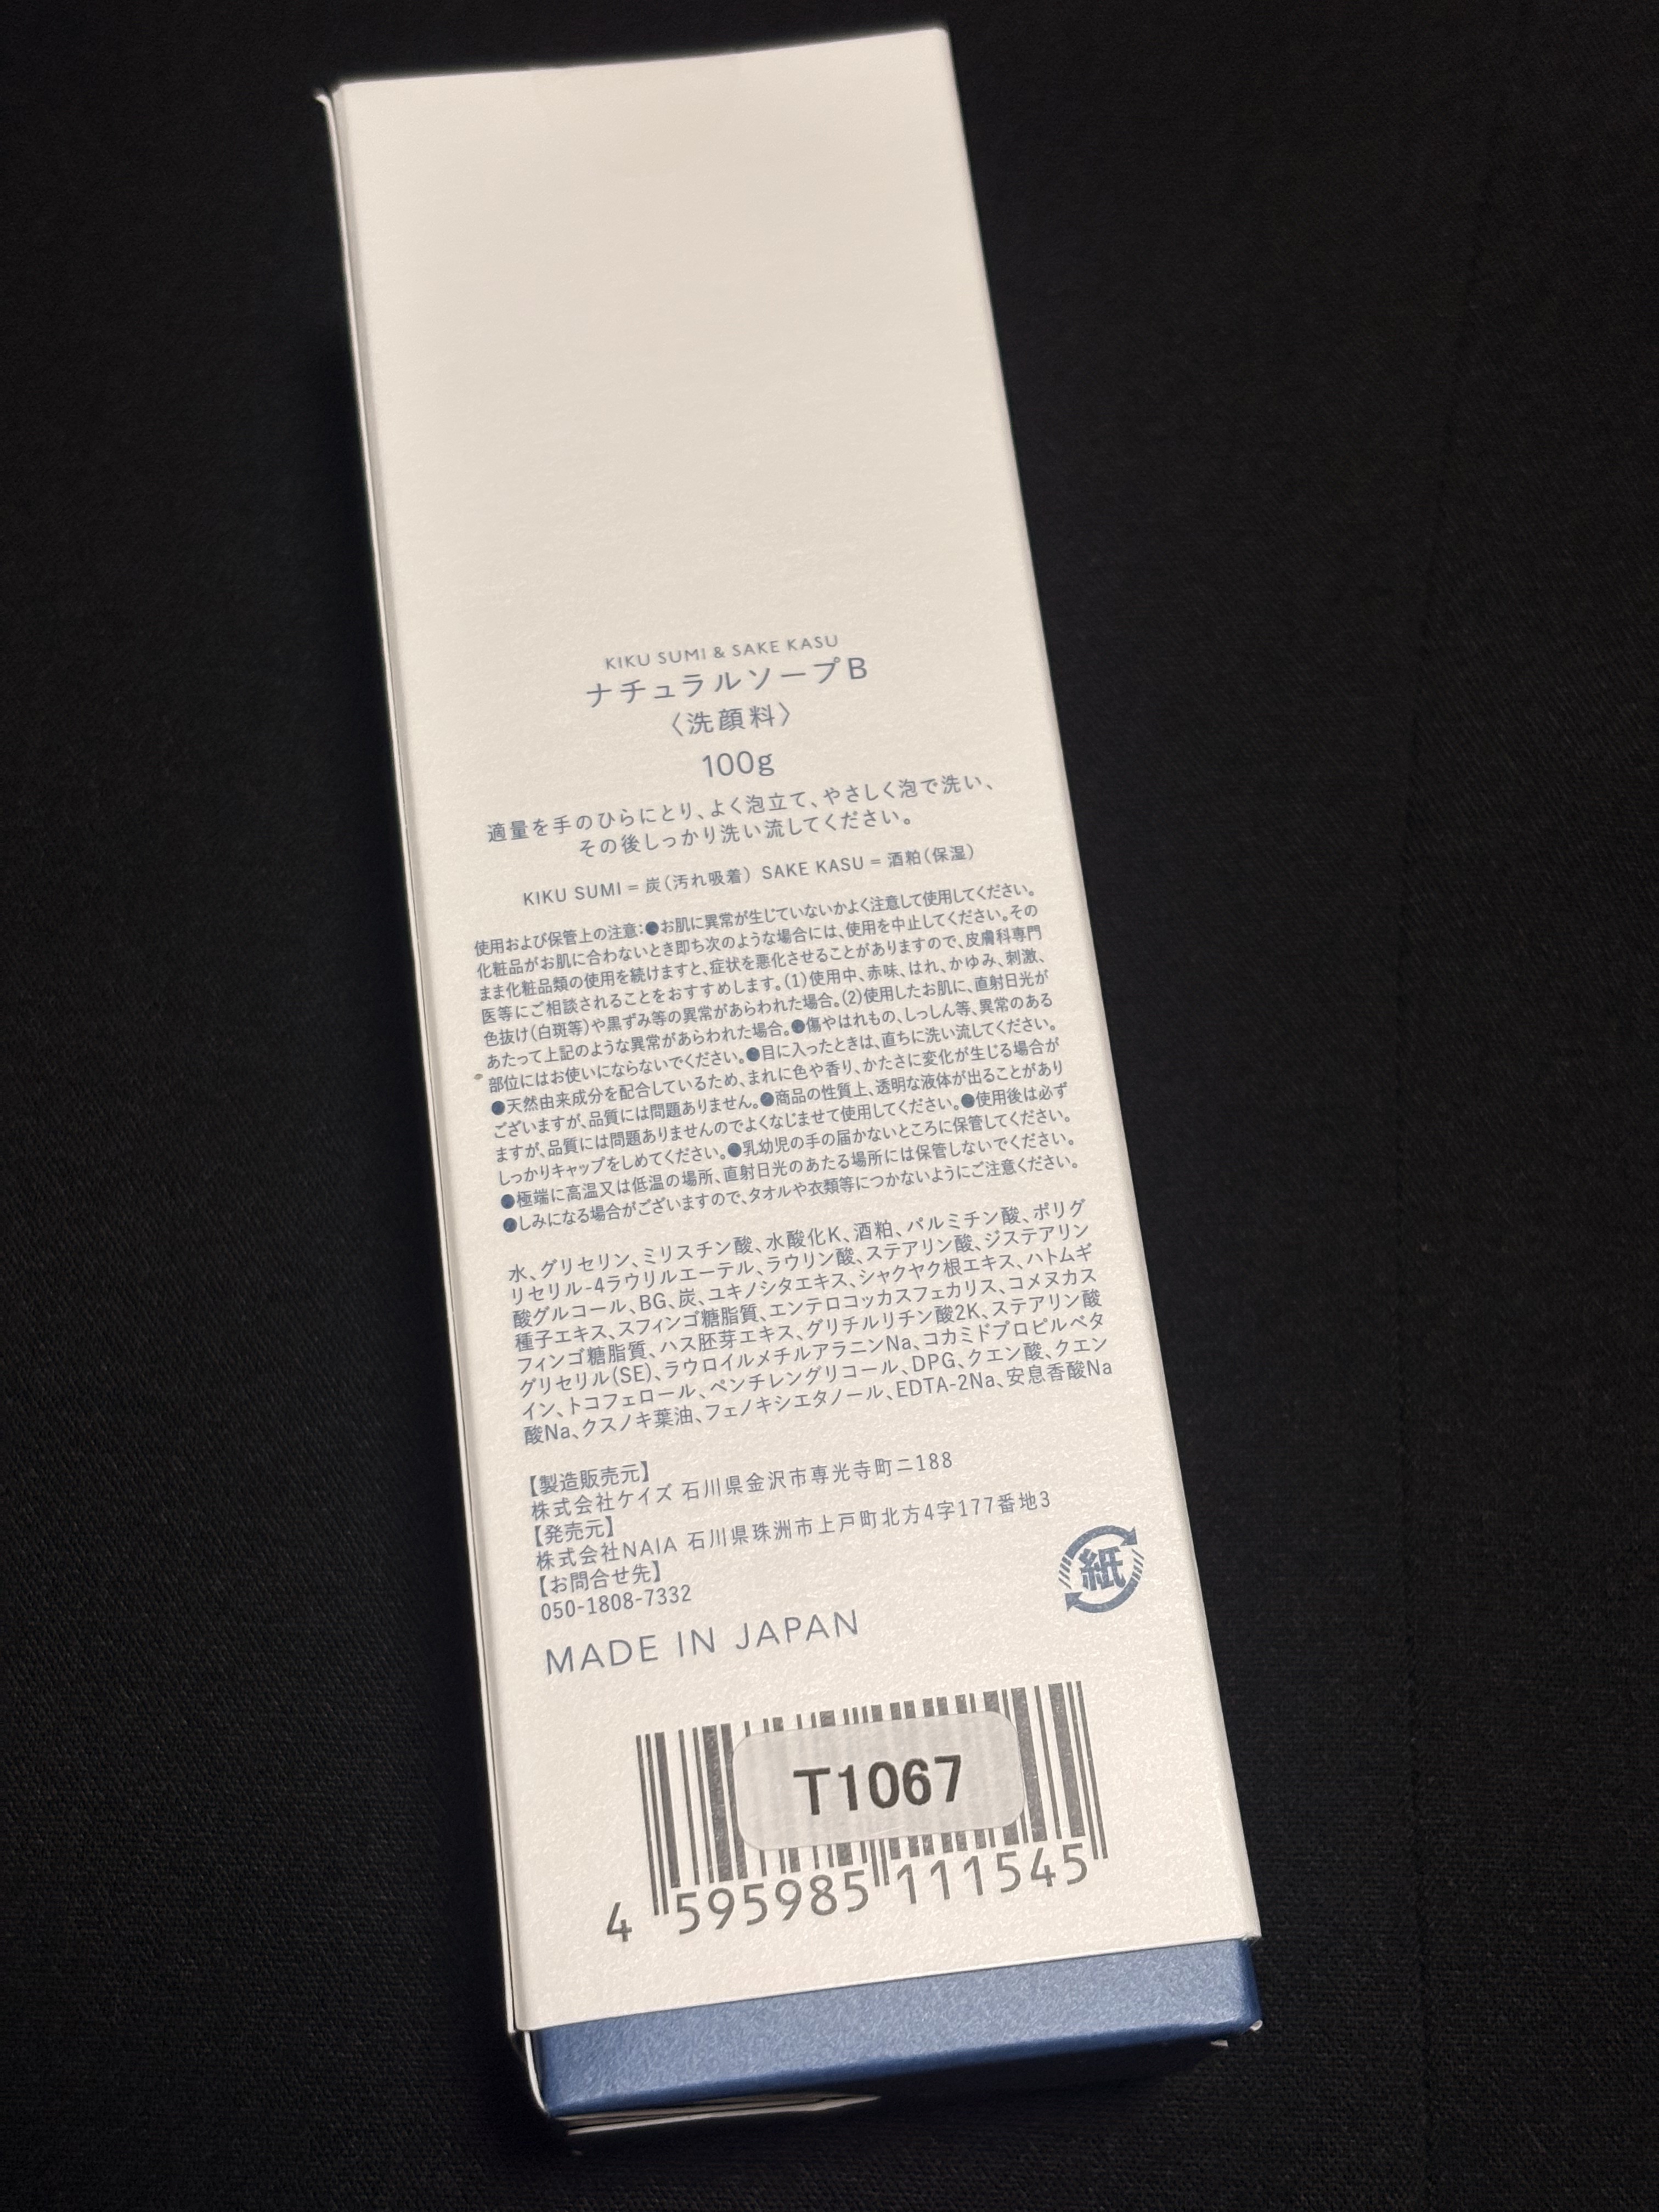 KIKU SUMI & SAKE KASU
ナチュラルソープB
〈洗顔料〉
100g
適量を手のひらにとり、よく泡立て、やさしく泡で洗い、
その後しっかり洗い流してください。
KIKU SUMI = 炭(汚れ吸着) SAKE KASU = 酒粕(保湿)
使用および保管上の注意:●お肌に異常が生じていないかよく注意して使用してください。
化粧品がお肌に合わないとき即ち次のような場合には、使用を中止してください。その
まま化粧品類の使用を続けますと、症状を悪化させることがありますので、皮膚科専門
医等にご相談されることをおすすめします。(1)使用中、赤味、はれ、かゆみ、刺激、
色抜け(白斑等)や黒ずみ等の異常があらわれた場合。(2)使用したお肌に、直射日光が
あたって上記のような異常があらわれた場合。●傷やはれもの、しっしん等、異常のある
部位にはお使いにならないでください。●目に入ったときは、直ちに洗い流してください。
●天然由来成分を配合しているため、まれに色や香り、かたさに変化が生じる場合が
ございますが、品質には問題ありません。●商品の性質上、透明な液体が出ることがあり
ますが、品質には問題ありませんのでよくなじませて使用してください。●使用後は必ず
しっかりキャップをしめてください。●乳幼児の手の届かないところに保管してください。
●極端に高温又は低温の場所、直射日光のあたる場所には保管しないでください。
●しみになる場合がございますので、タオルや衣類等につかないようにご注意ください。
水、グリセリン、ミリスチン酸、水酸化K、酒粕、パルミチン酸、ポリグ
リセリル-4ラウリルエーテル、ラウリン酸、ステアリン酸、ジステアリン
酸グルコール、BG、炭、ユキノシタエキス、シャクヤク根エキス、ハトムギ
種子エキス、スフィンゴ糖脂質、エンテロコッカスフェカリス、コメヌカス
フィンゴ糖脂質、ハス胚芽エキス、グリチルリチン酸2K、ステアリン酸
グリセリル(SE)、ラウロイルメチルアラニンNa、コカミドプロピルベタ
イン、トコフェロール、ペンチレングリコール、DPG、クエン酸、クエン
酸Na、クスノキ葉油、フェノキシエタノール、EDTA-2Na、安息香酸Na
【製造販売元】
株式会社ケイズ 石川県金沢市専光寺町ニ188
【発売元】
株式会社NAIA 石川県珠洲市上戸町北方4字177番地3
【お問合せ先】
050-1808-7332
紙
MADE IN JAPAN
T1067
4 595985 111545